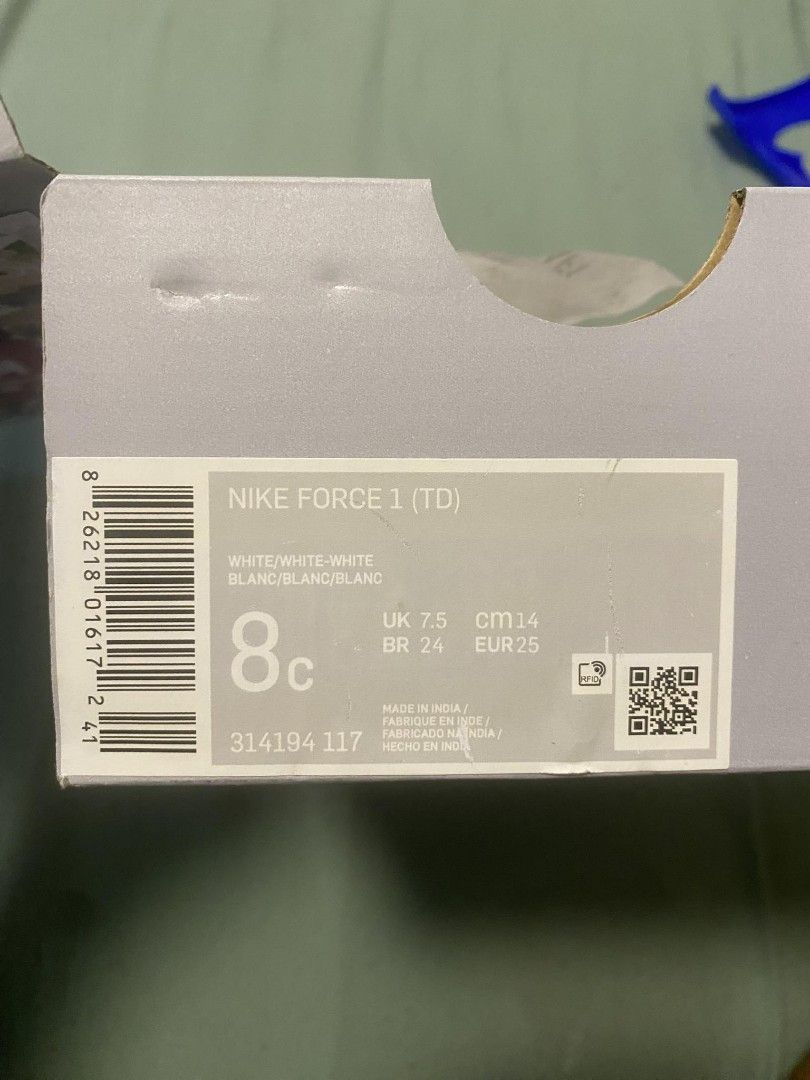 8 26218 01617 2 41
NIKE FORCE 1 (TD)
WHITE/WHITE-WHITE
BLANC/BLANC/BLANC
8C
UK 7.5 cm 14
BR 24 EUR 25
RFID
314194 117
MADE IN INDIA /
FABRIQUE EN INDE /
FABRICADO NA INDIA /
HECHO EN INDIA